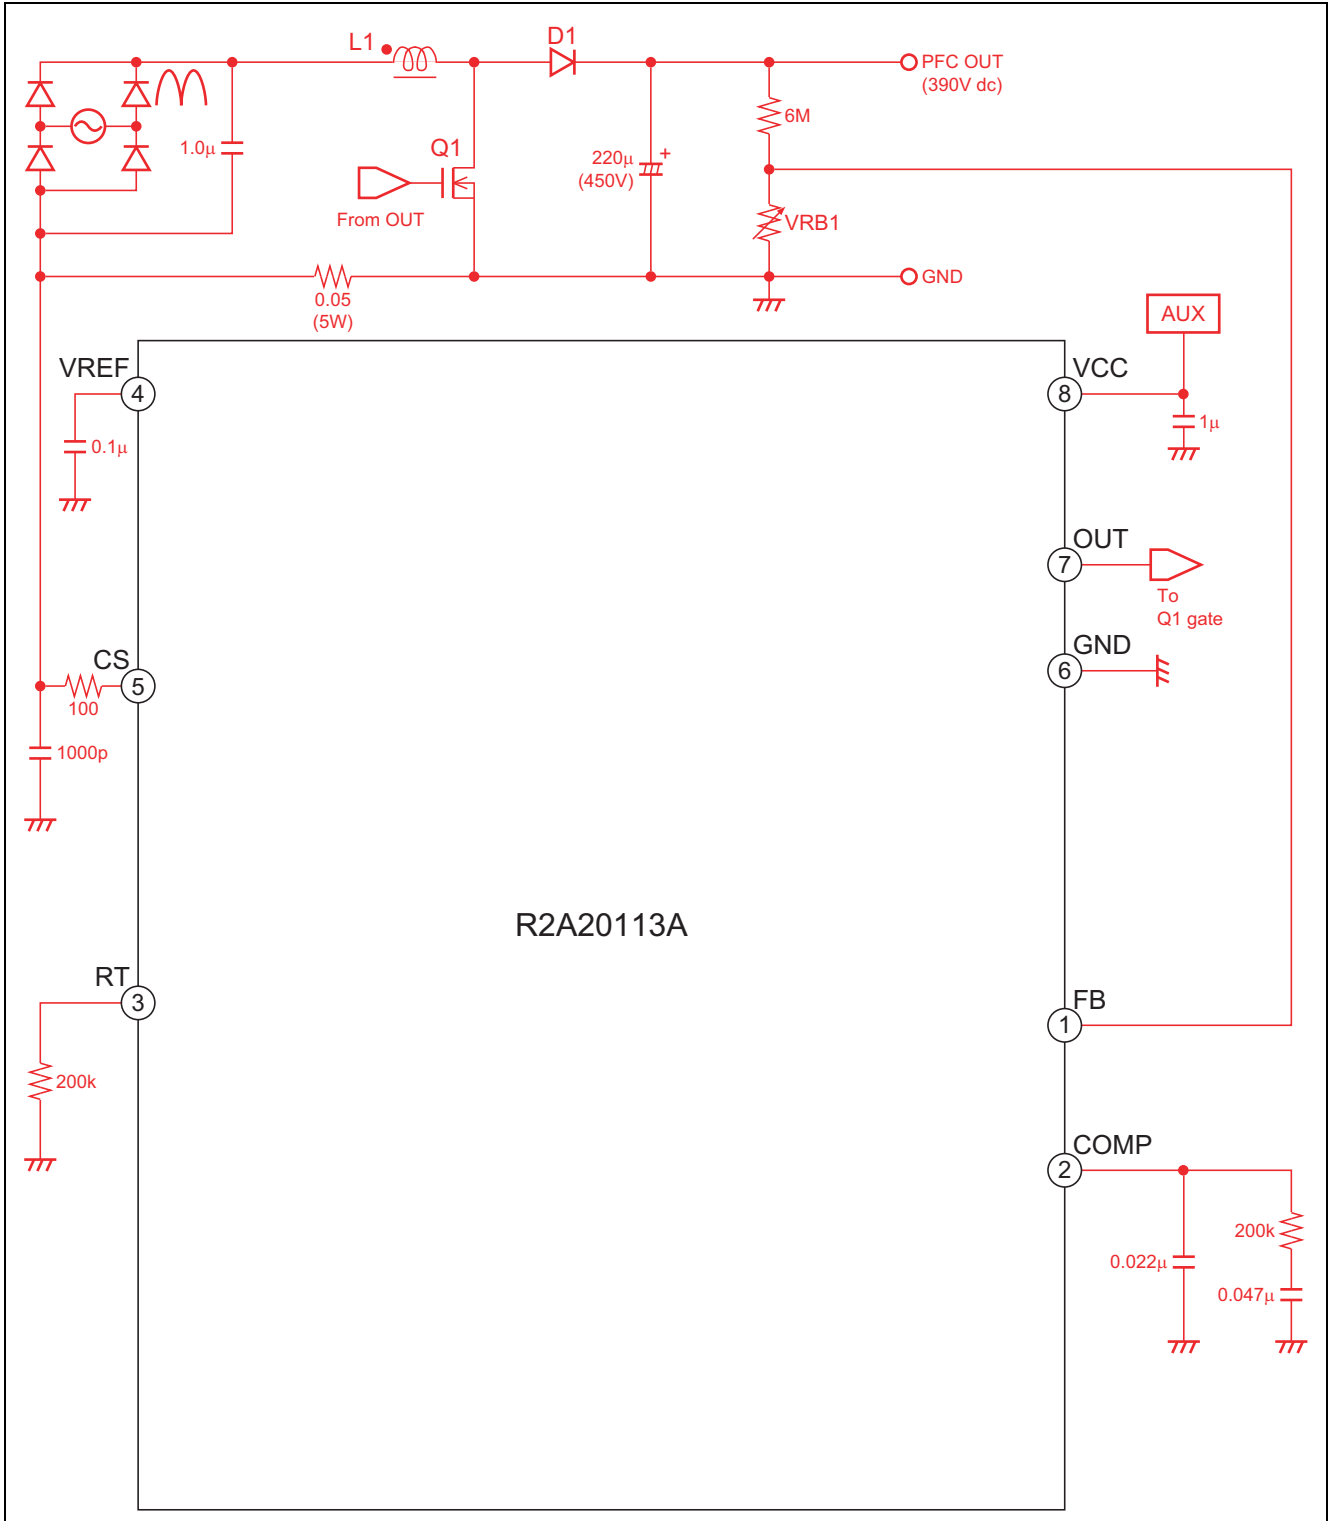 L1
D1
PFC OUT
(390V dc)
6M
1.0μ
Q1
220μ
(450V)
+
From OUT
VRB1
0.05
(5W)
GND
AUX
VREF
4
0.1μ
VCC
8
1μ
OUT
7
To
Q1 gate
GND
6
CS
5
100
1000p
R2A20113A
RT
3
200k
FB
1
COMP
2
200k
0.022μ
0.047μ